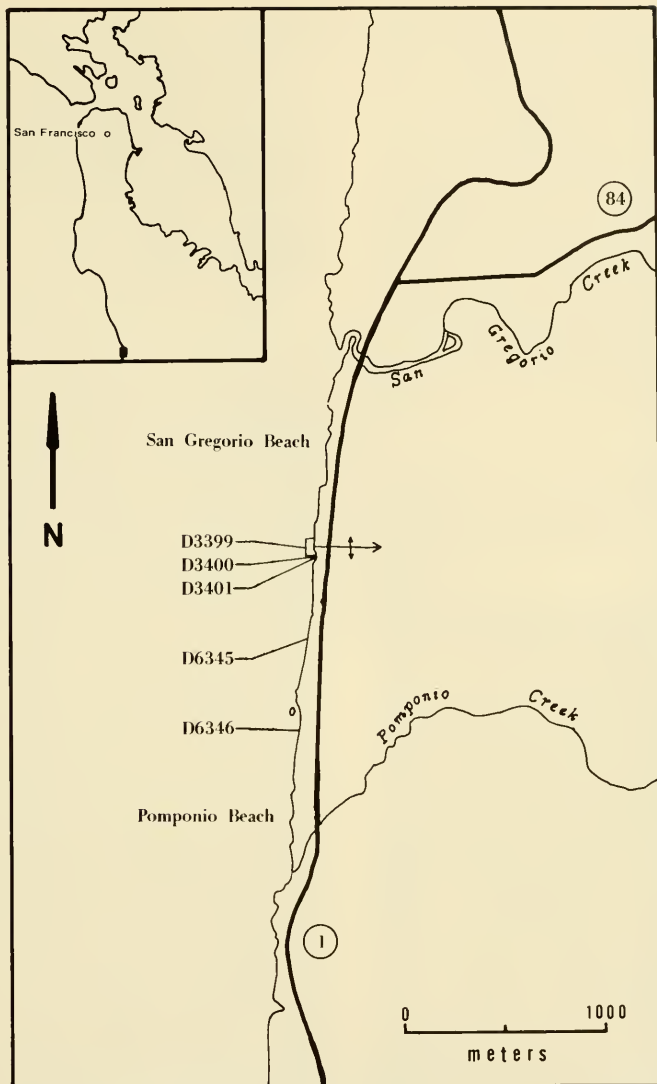 San Francisco
84
San Gregorio Creek
San Gregorio Beach
N
D3399
D3400
D3401
D6345
D6346
Pomponio Creek
Pomponio Beach
1
0 1000
meters